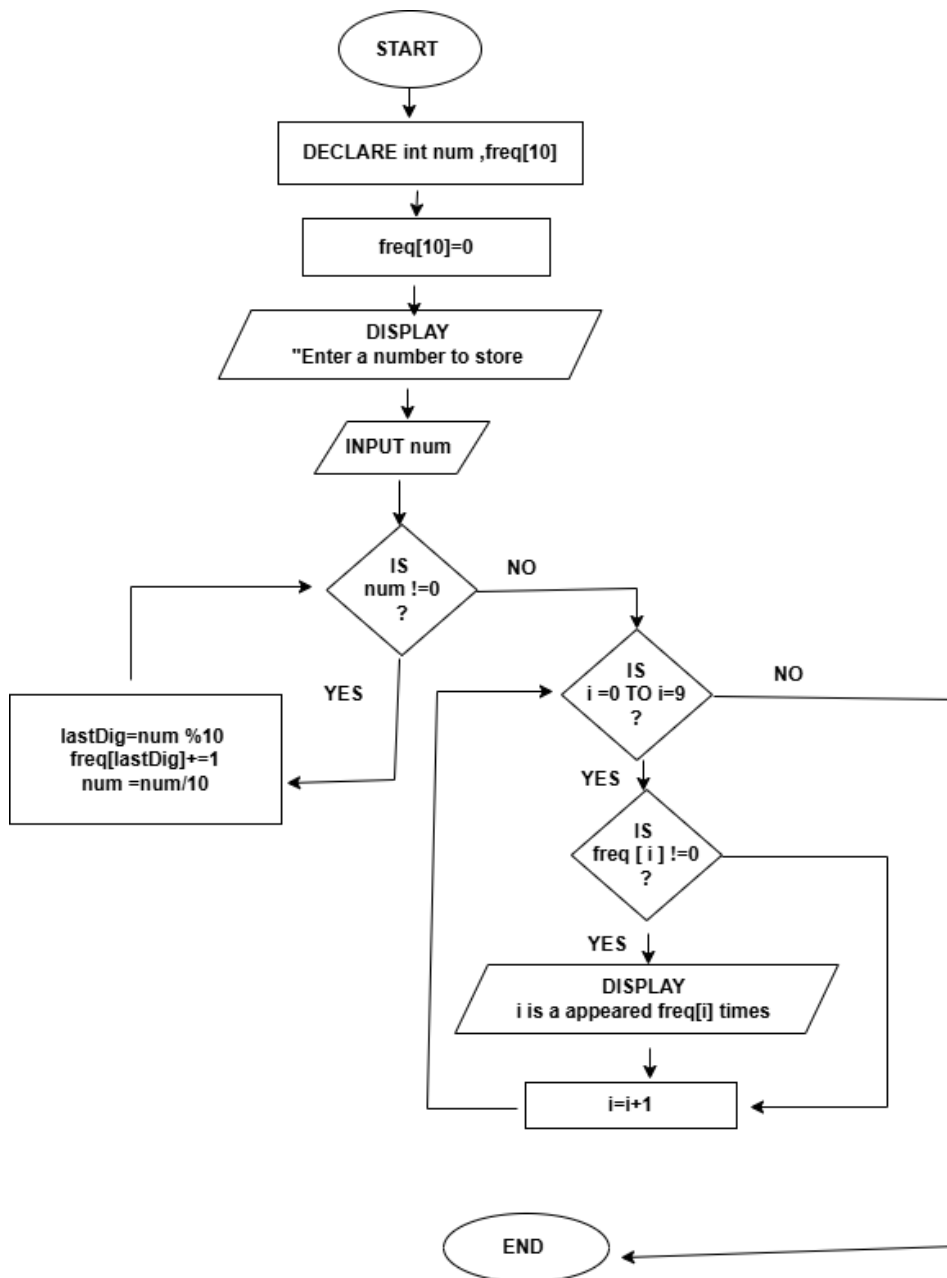 START
DECLARE int num ,freq[10]
freq[10]=0
DISPLAY
"Enter a number to store
INPUT num
IS
num !=0
?
NO
YES
lastDig=num %10
freq[lastDig]+=1
num =num/10
IS
i =0 TO i=9
?
NO
YES
IS
freq [ i ] !=0
?
YES
DISPLAY
i is a appeared freq[i] times
i=i+1
END